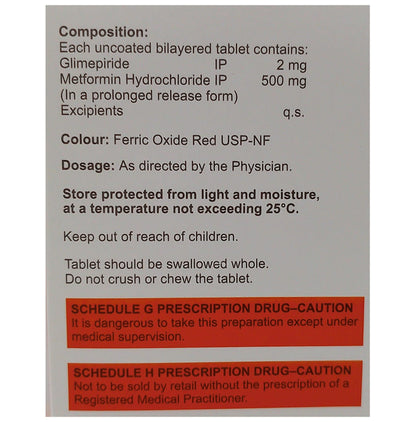 Composition:
Each uncoated bilayered tablet contains:
Glimepiride IP 2 mg
Metformin Hydrochloride IP 500 mg
(In a prolonged release form)
Excipients q.s.
Colour: Ferric Oxide Red USP-NF
Dosage: As directed by the Physician.
Store protected from light and moisture,
at a temperature not exceeding 25°C.
Keep out of reach of children.
Tablet should be swallowed whole.
Do not crush or chew the tablet.
SCHEDULE G PRESCRIPTION DRUG–CAUTION
It is dangerous to take this preparation except under
medical supervision.
SCHEDULE H PRESCRIPTION DRUG–CAUTION
Not to be sold by retail without the prescription of a
Registered Medical Practitioner.